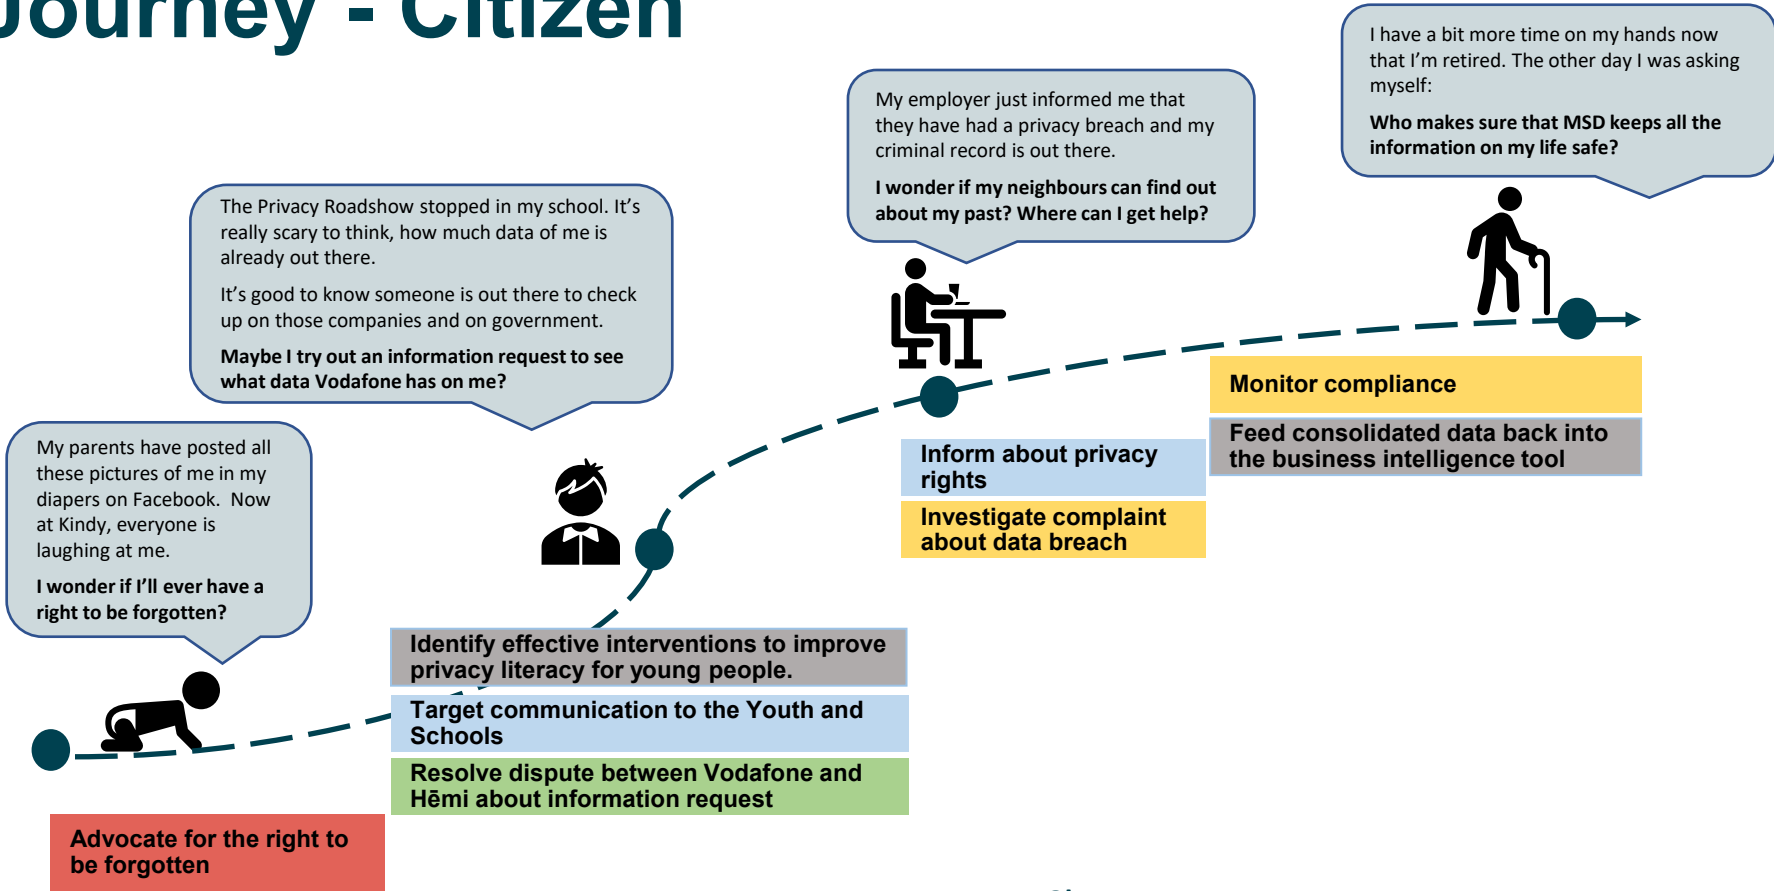 Journey - Citizen
I have a bit more time on my hands now
that I'm retired. The other day I was asking
myself:
Who makes sure that MSD keeps all the
information on my life safe?
My employer just informed me that
they have had a privacy breach and my
criminal record is out there.
I wonder if my neighbours can find out
about my past? Where can I get help?
The Privacy Roadshow stopped in my school. It's
really scary to think, how much data of me is
already out there.
It's good to know someone is out there to check
up on those companies and on government.
Maybe I try out an information request to see
what data Vodafone has on me?
My parents have posted all
these pictures of me in my
diapers on Facebook.  Now
at Kindy, everyone is
laughing at me.
I wonder if I'll ever have a
right to be forgotten?
Monitor compliance
Feed consolidated data back into
the business intelligence tool
Inform about privacy
rights
Investigate complaint
about data breach
Identify effective interventions to improve
privacy literacy for young people.
Target communication to the Youth and
Schools
Resolve dispute between Vodafone and
Hēmi about information request
Advocate for the right to
be forgotten